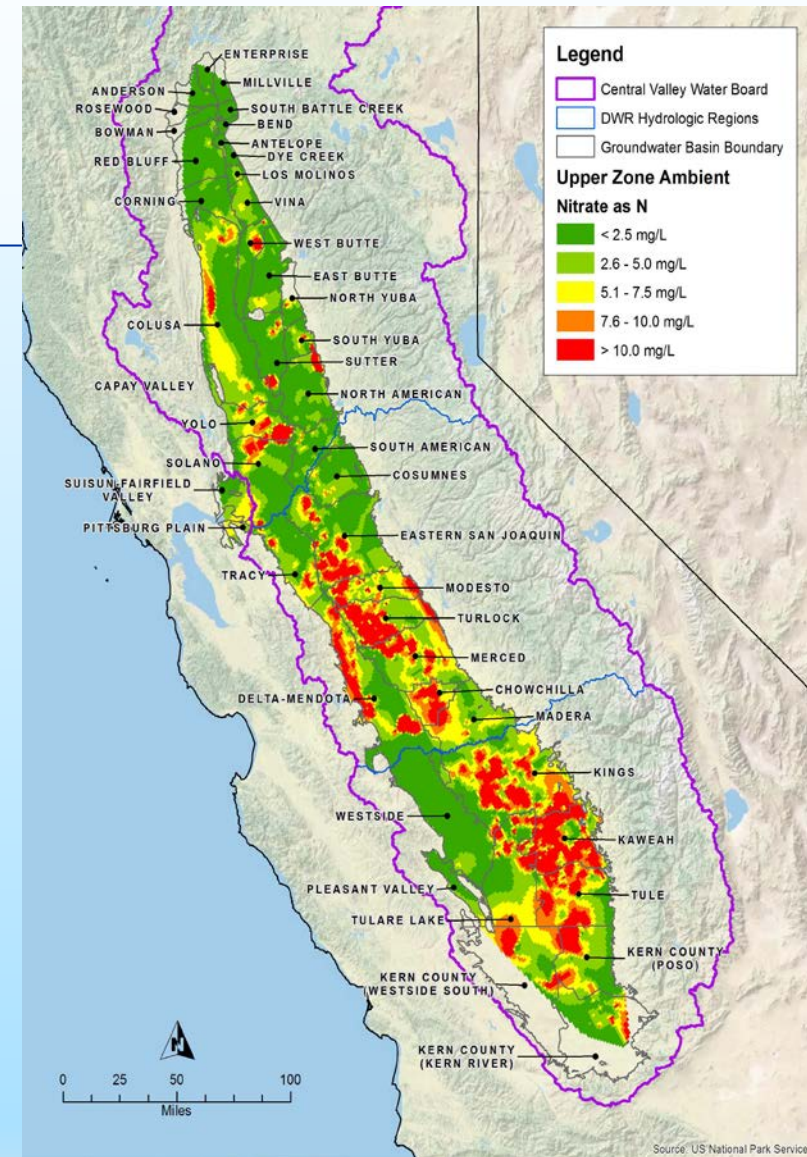 ENTERPRISE
MILLVILLE
ANDERSON
ROSEWOOD
SOUTH BATTLE CREEK
BOWMAN
BEND
ANTELOPE
RED BLUFF
DYE CREEK
LOS MOLINOS
CORNING
VINA
WEST BUTTE
EAST BUTTE
NORTH YUBA
COLUSA
SOUTH YUBA
SUTTER
CAPAY VALLEY
NORTH AMERICAN
YOLO
SOUTH AMERICAN
SOLANO
COSUMNES
SUISUN-FAIRFIELD
VALLEY
PITTSBURG PLAIN
EASTERN SAN JOAQUIN
TRACY
MODESTO
TURLOCK
MERCED
CHOWCHILLA
DELTA-MENDOTA
MADERA
KINGS
WESTSIDE
KAWEAH
PLEASANT VALLEY
TULE
TULARE LAKE
KERN COUNTY
(POSO)
KERN COUNTY
(WESTSIDE SOUTH)
KERN COUNTY
(KERN RIVER)
Legend
Central Valley Water Board
DWR Hydrologic Regions
Groundwater Basin Boundary
Upper Zone Ambient
Nitrate as N
< 2.5 mg/L
2.6 - 5.0 mg/L
5.1 - 7.5 mg/L
7.6 - 10.0 mg/L
> 10.0 mg/L
N
0 25 50 100
Miles
Source: US National Park Service